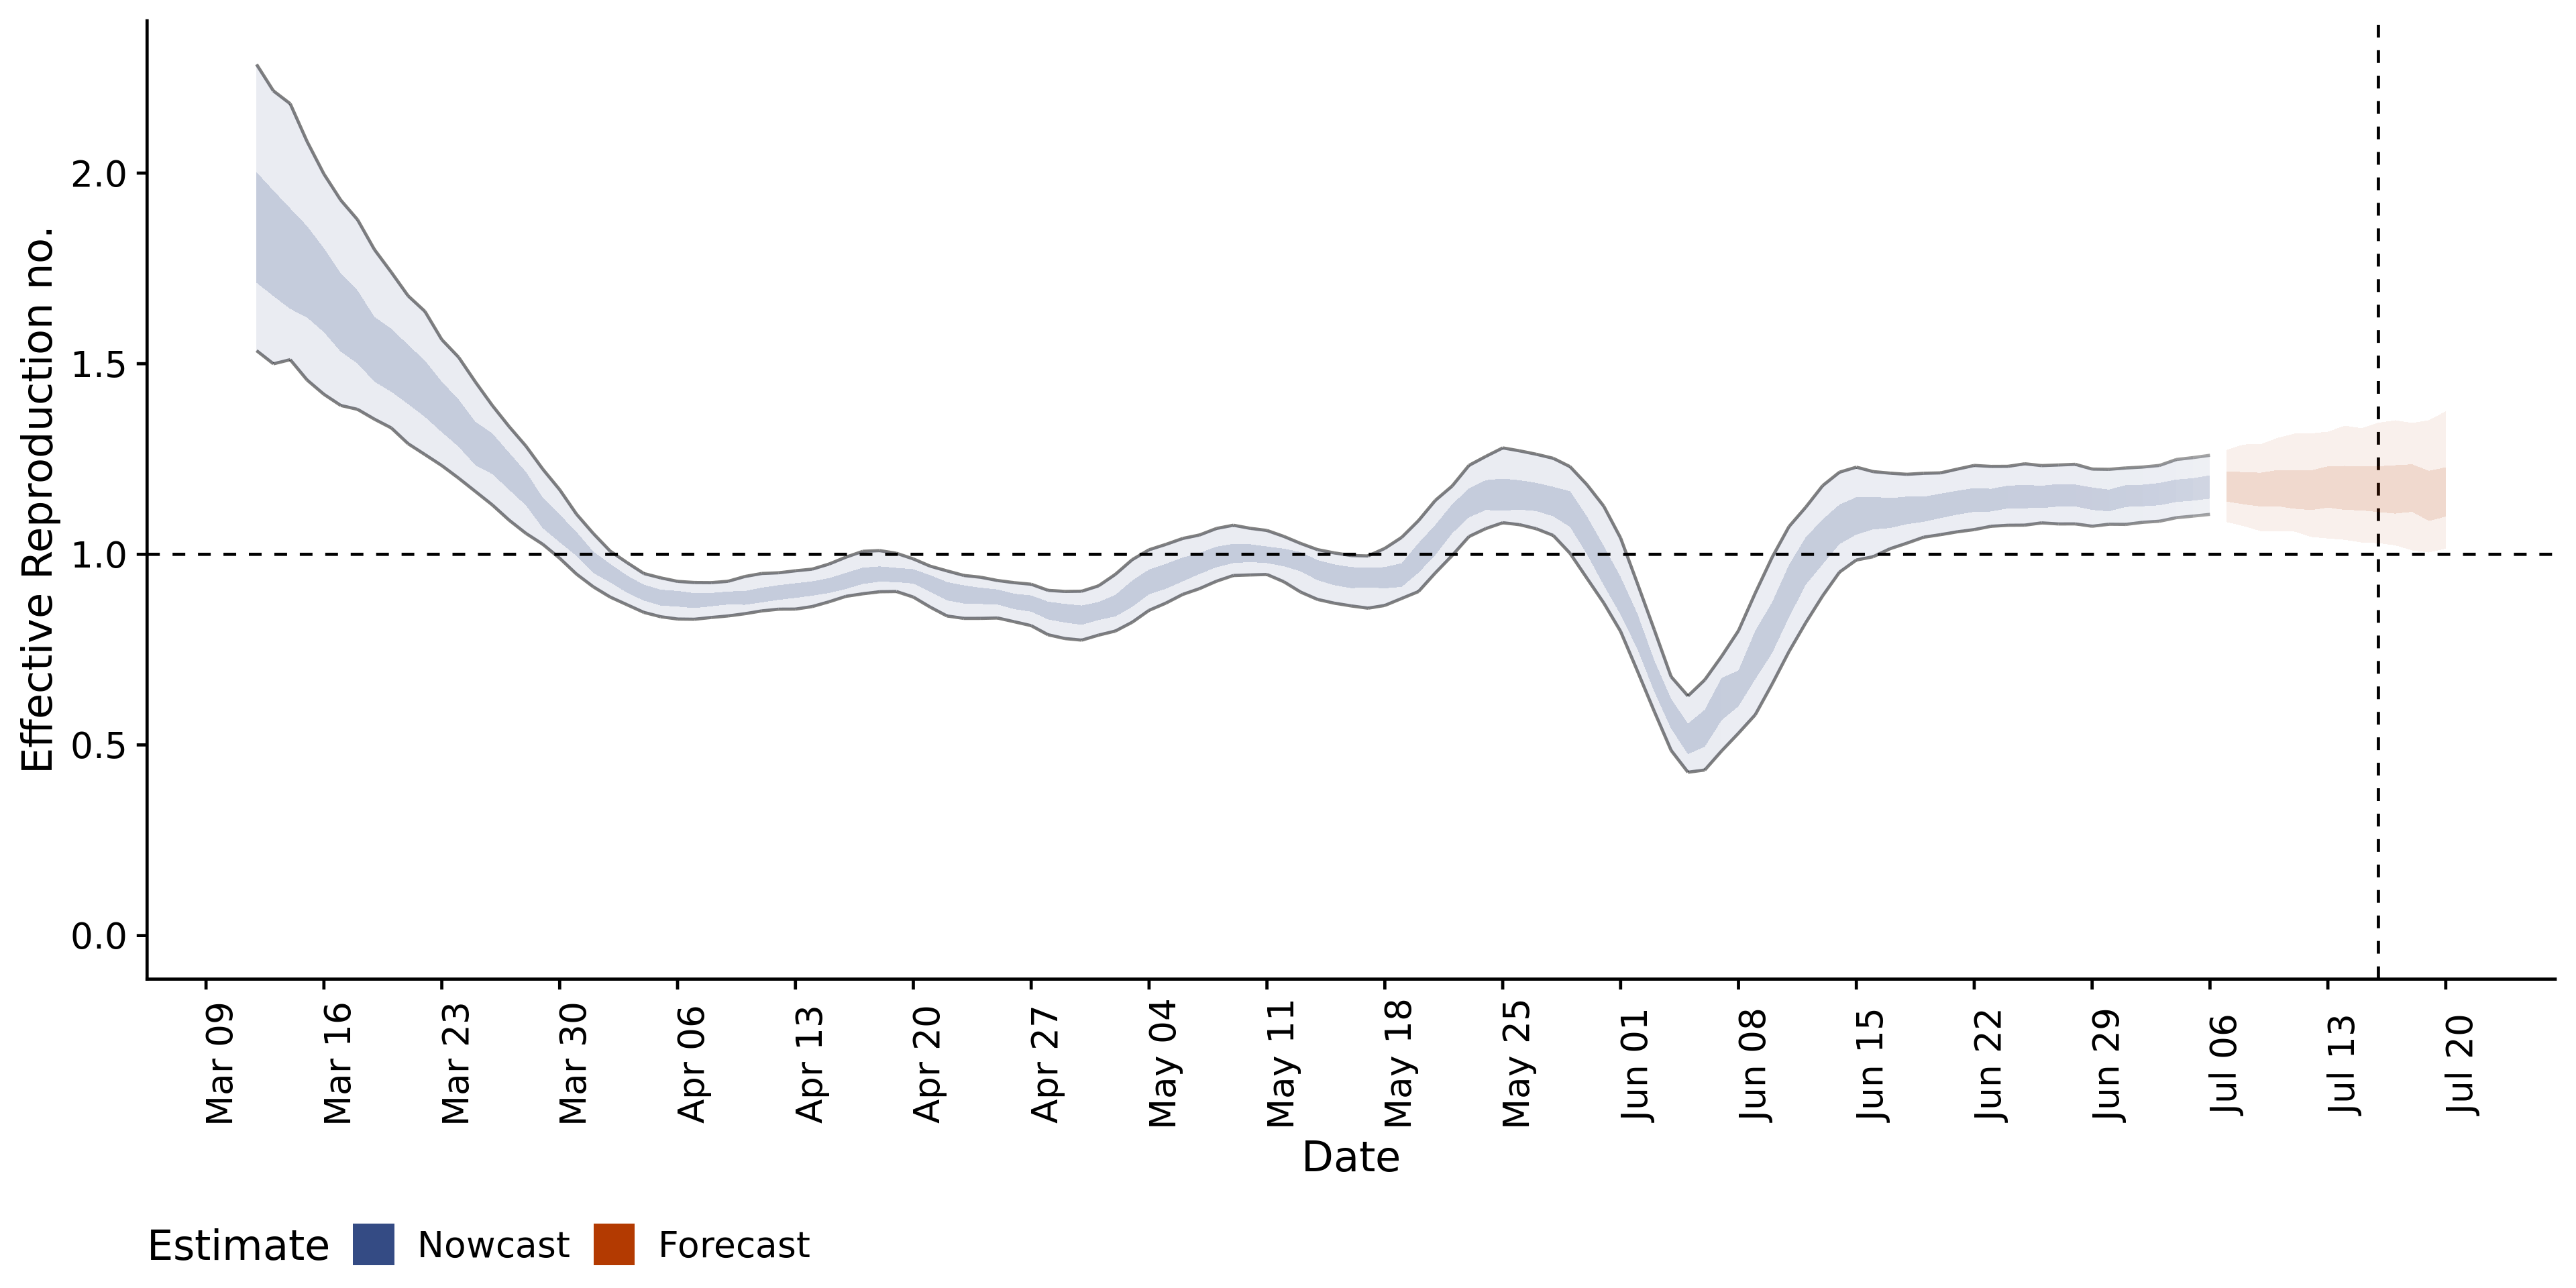 Effective Reproduction no.
2.0
1.5
1.0
0.5
0.0
Mar 09
Mar 16
Mar 23
Mar 30
Apr 06
Apr 13
Apr 20
Apr 27
May 04
May 11
May 18
May 25
Jun 01
Jun 08
Jun 15
Jun 22
Jun 29
Jul 06
Jul 13
Jul 20
Date
Estimate Nowcast Forecast